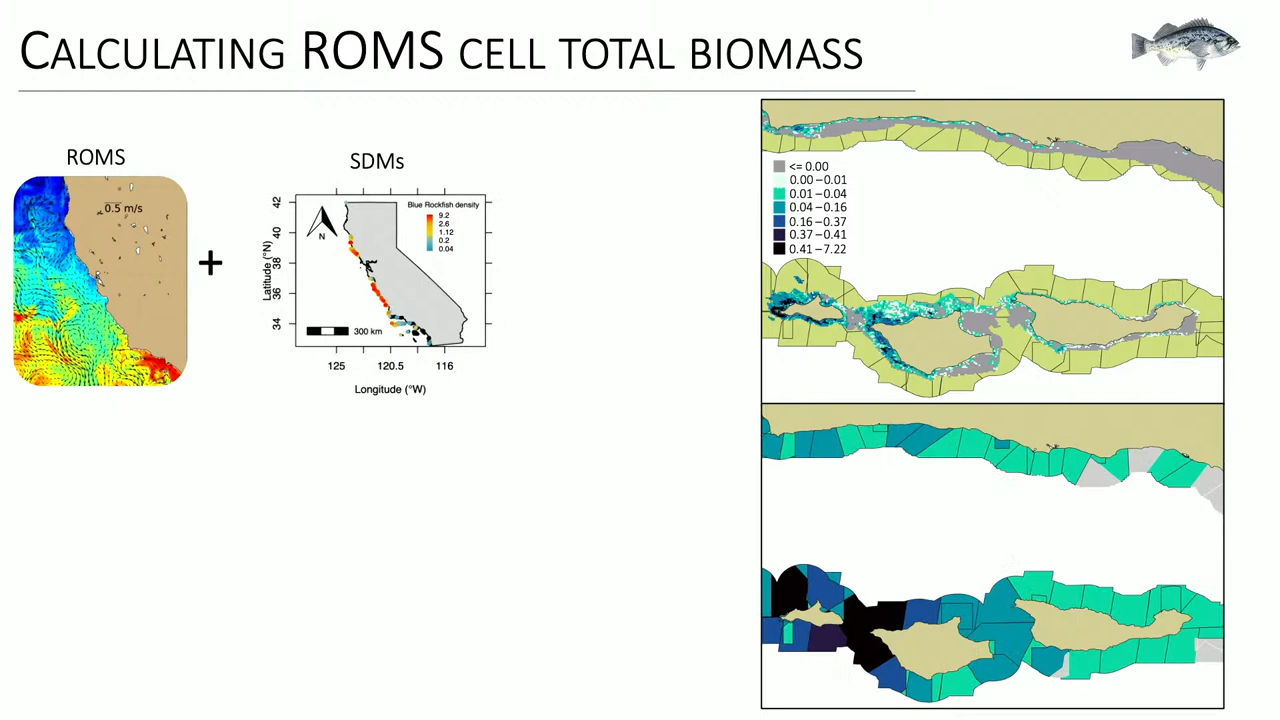 CALCULATING ROMS CELL TOTAL BIOMASS
ROMS
0.5 m/s
+
SDMs
Blue Rockfish density
9.2
2.6
1.12
0.2
0.04
N
42
40
38
36
34
Latitude (°N)
300 km
125 120.5 116
Longitude (°W)
<= 0.00
0.00 – 0.01
0.01 – 0.04
0.04 – 0.16
0.16 – 0.37
0.37 – 0.41
0.41 – 7.22